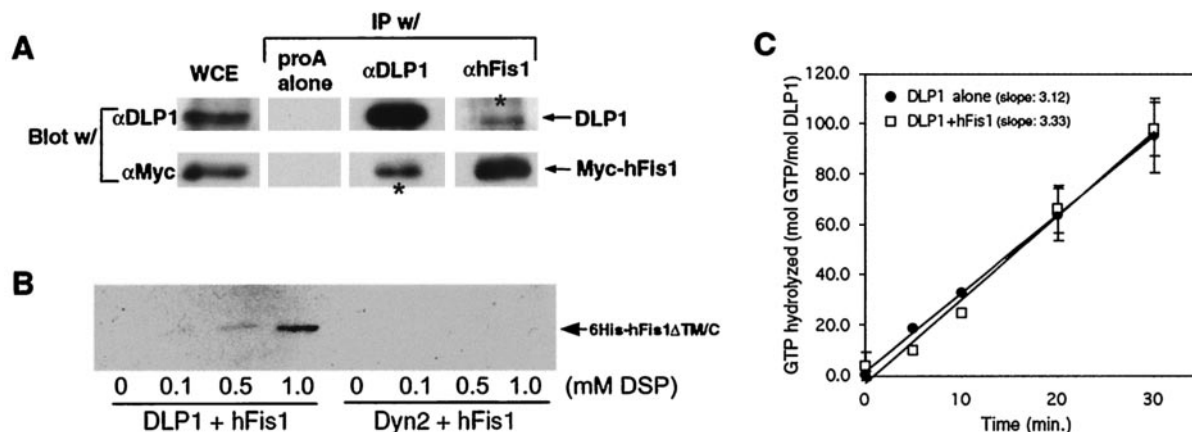 A
IP w/
WCE
proA
alone
αDLP1
αhFis1
Blot w/
αDLP1
*
DLP1
αMyc
Myc-hFis1
*
B
6His-hFis1ΔTM/C
0 0.1 0.5 1.0 0 0.1 0.5 1.0 (mM DSP)
DLP1 + hFis1 Dyn2 + hFis1
C
GTP hydrolyzed (mol GTP/mol DLP1)
120.0
100.0
80.0
60.0
40.0
20.0
0.0
DLP1 alone (slope: 3.12)
DLP1+hFis1 (slope: 3.33)
0 10 20 30
Time (min.)